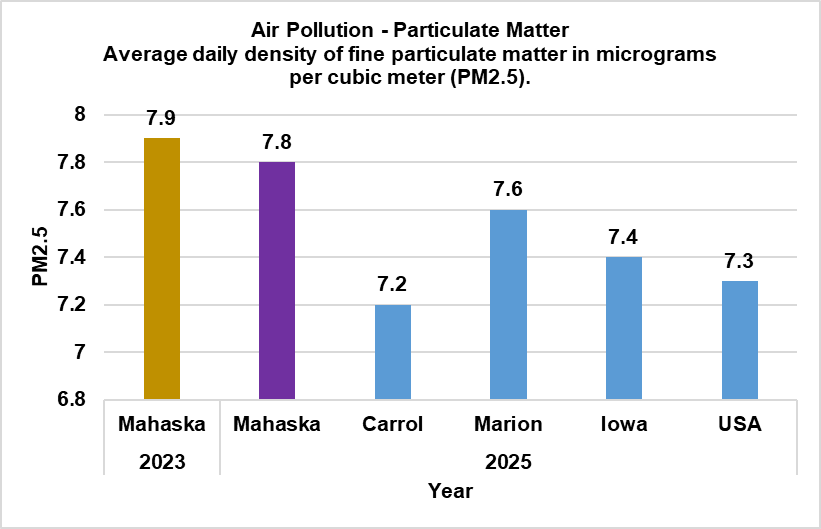 Air Pollution - Particulate Matter
Average daily density of fine particulate matter in micrograms
per cubic meter (PM2.5).
8
7.8
7.6
7.4
7.2
7
6.8
PM2.5
7.9
7.8
7.2
7.6
7.4
7.3
Mahaska Mahaska Carrol Marion Iowa USA
2023 2025
Year